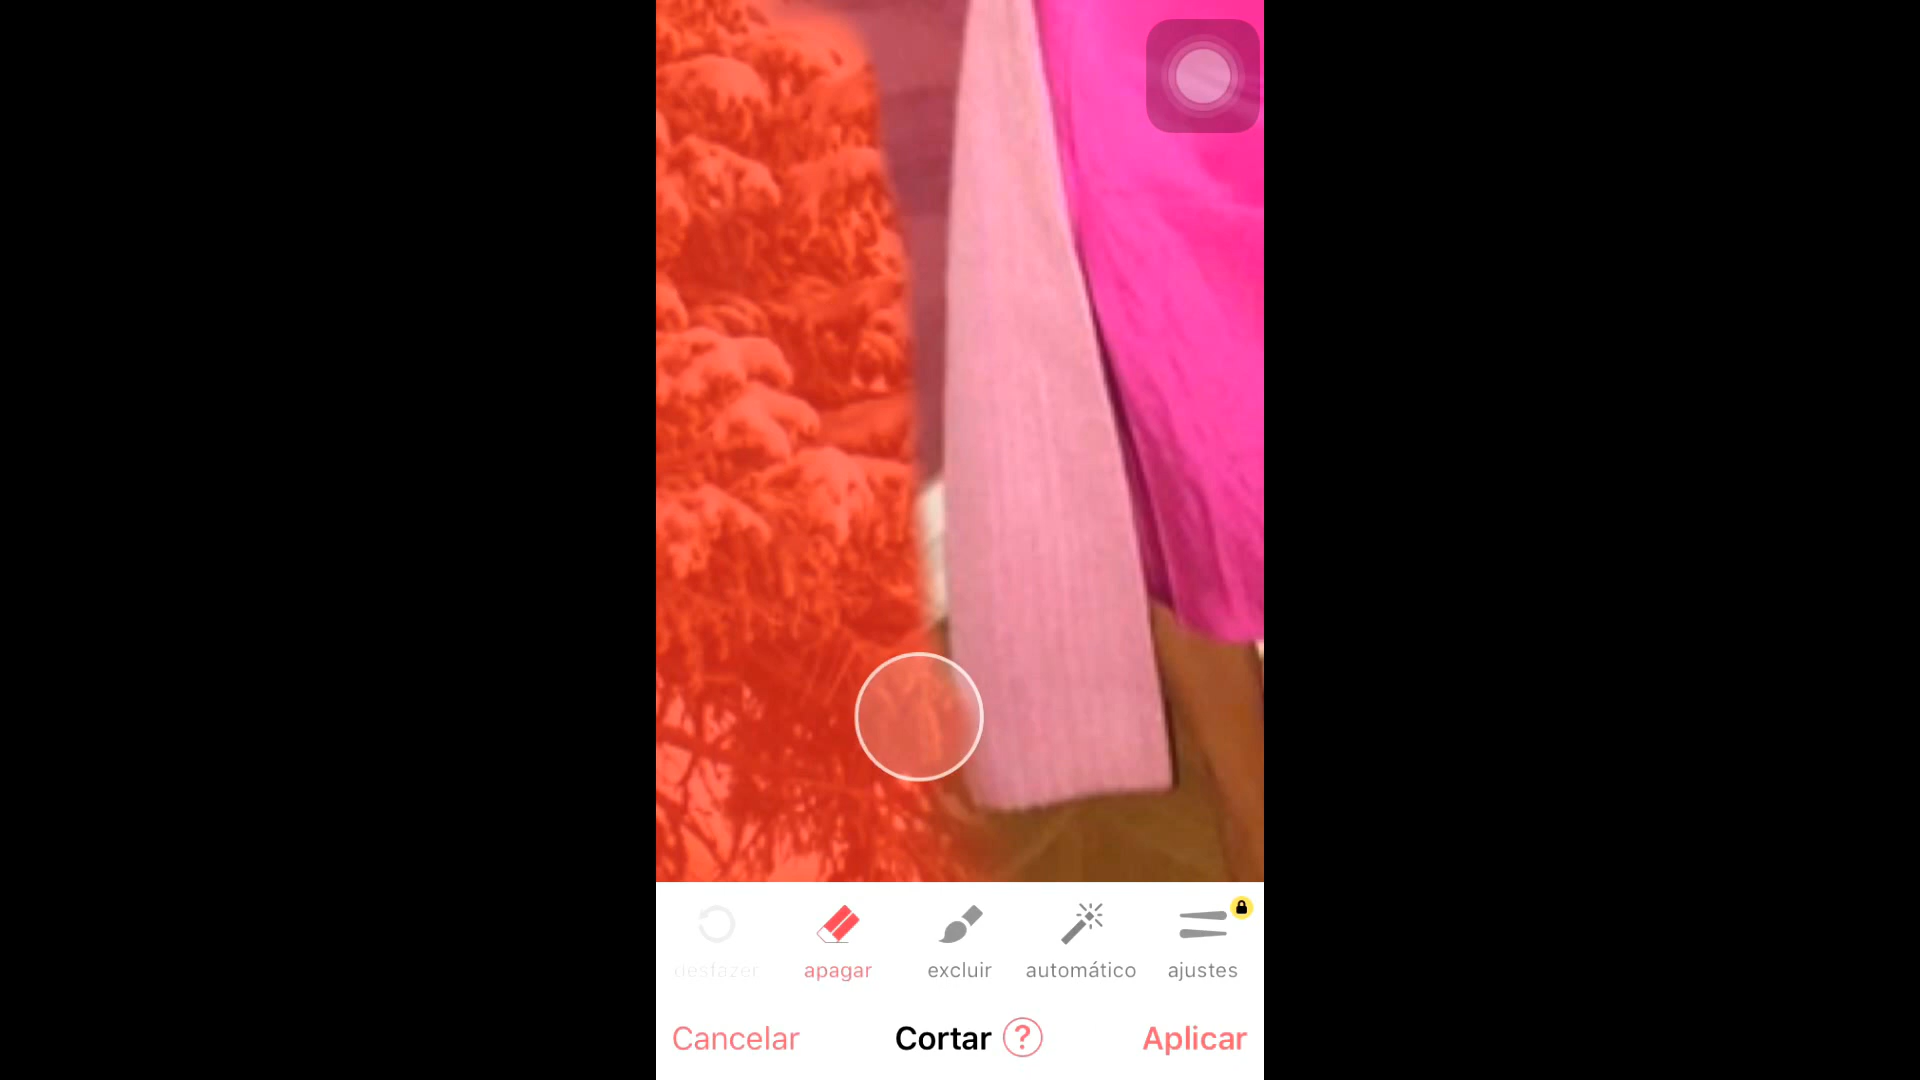 desfazer
apagar
excluir
automático
ajustes
Cancelar
Cortar ?
Aplicar